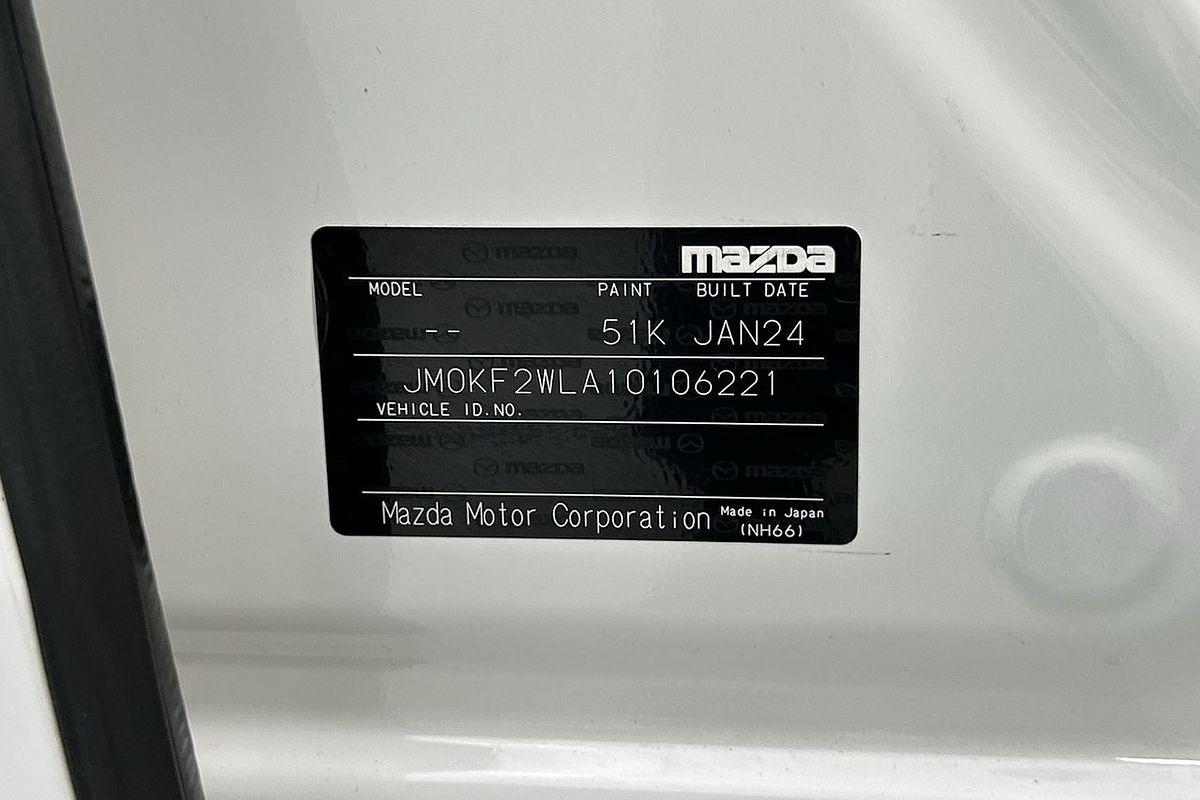 mazda
MODEL PAINT BUILT DATE
-- 51K JAN24
JM0KF2WLA10106221
VEHICLE ID.NO.
Mazda Motor Corporation Made in Japan
(NH66)